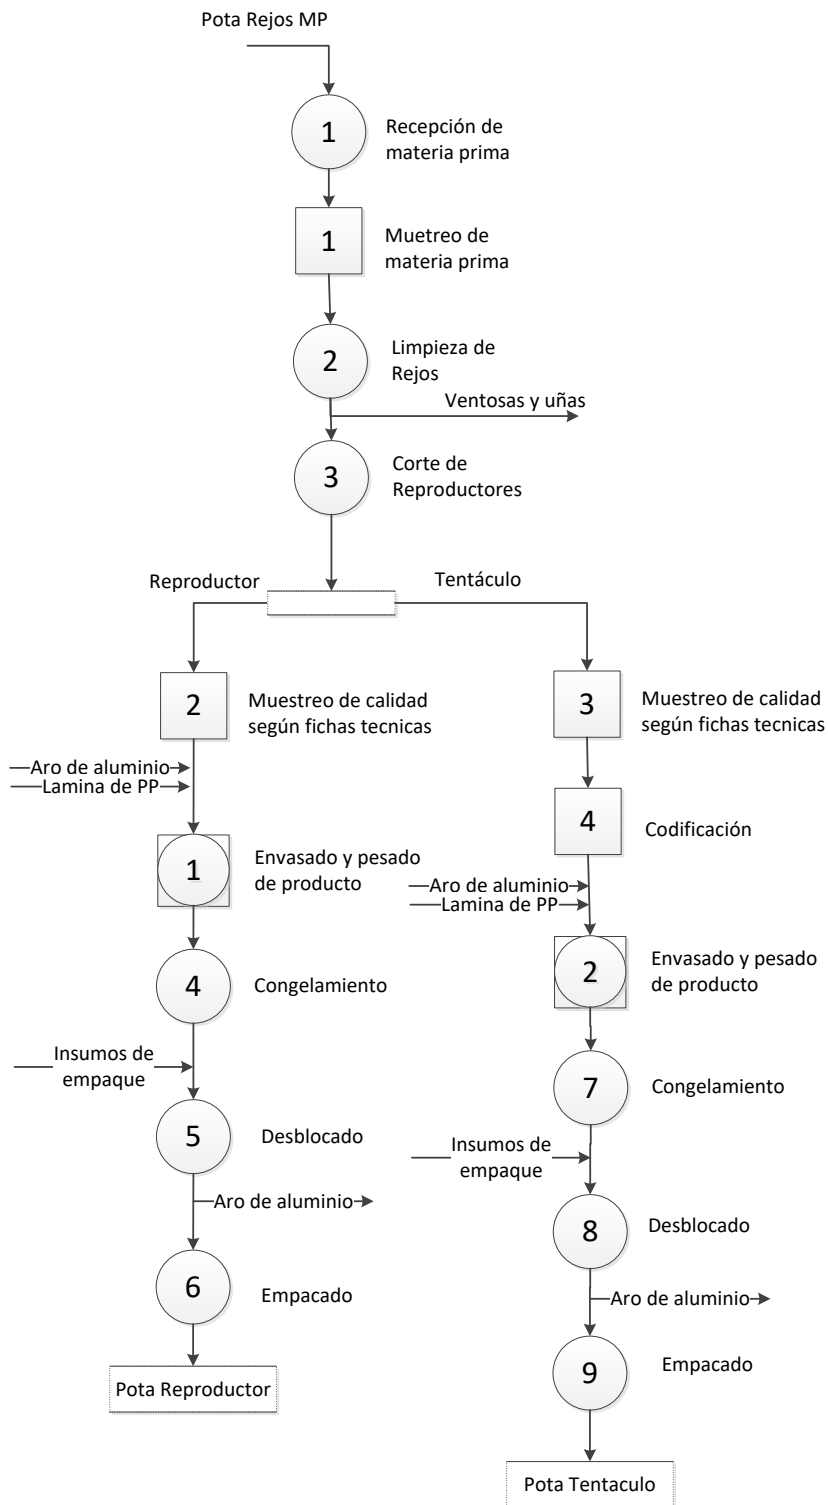 Pota Rejos MP
1
Recepción de
materia prima
1
Muetreo de
materia prima
2
Limpieza de
Rejos
Ventosas y uñas
3
Corte de
Reproductores
Reproductor
Tentáculo
2
Muestreo de calidad
según fichas tecnicas
Aro de aluminio
Lamina de PP
1
Envasado y pesado
de producto
4
Congelamiento
Insumos de
empaque
5
Desblocado
Aro de aluminio
6
Empacado
Pota Reproductor
3
Muestreo de calidad
según fichas tecnicas
4
Codificación
Aro de aluminio
Lamina de PP
2
Envasado y pesado
de producto
7
Congelamiento
Insumos de
empaque
8
Desblocado
Aro de aluminio
9
Empacado
Pota Tentaculo